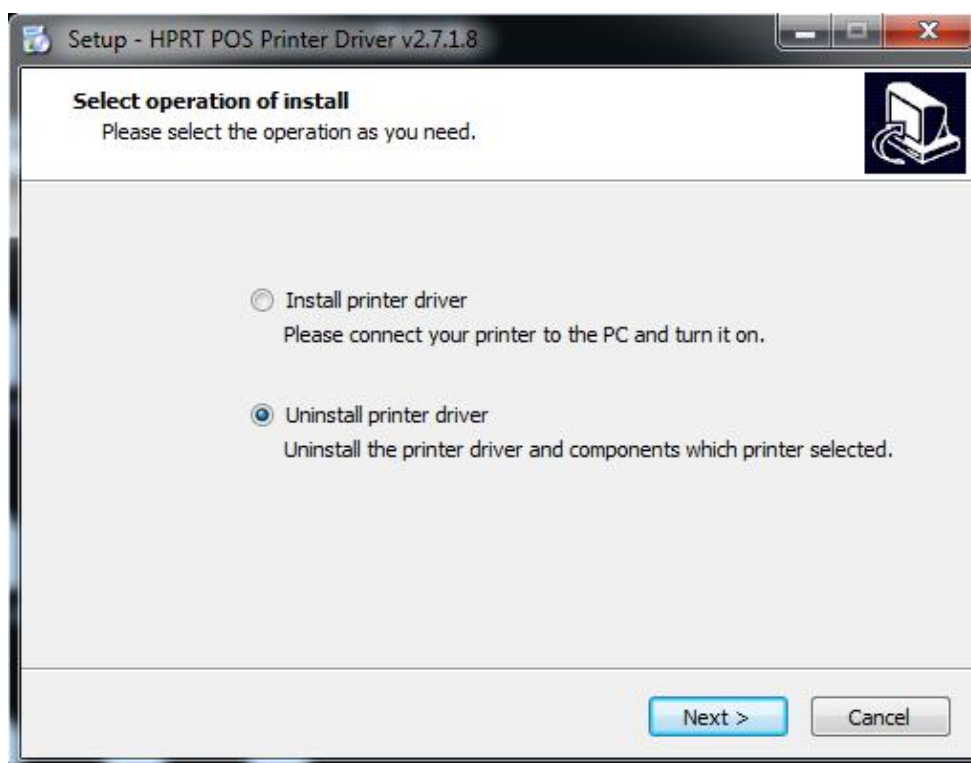 Setup - HPRT POS Printer Driver v2.7.1.8
Select operation of install
Please select the operation as you need.
Install printer driver
Please connect your printer to the PC and turn it on.
Uninstall printer driver
Uninstall the printer driver and components which printer selected.
Next >
Cancel